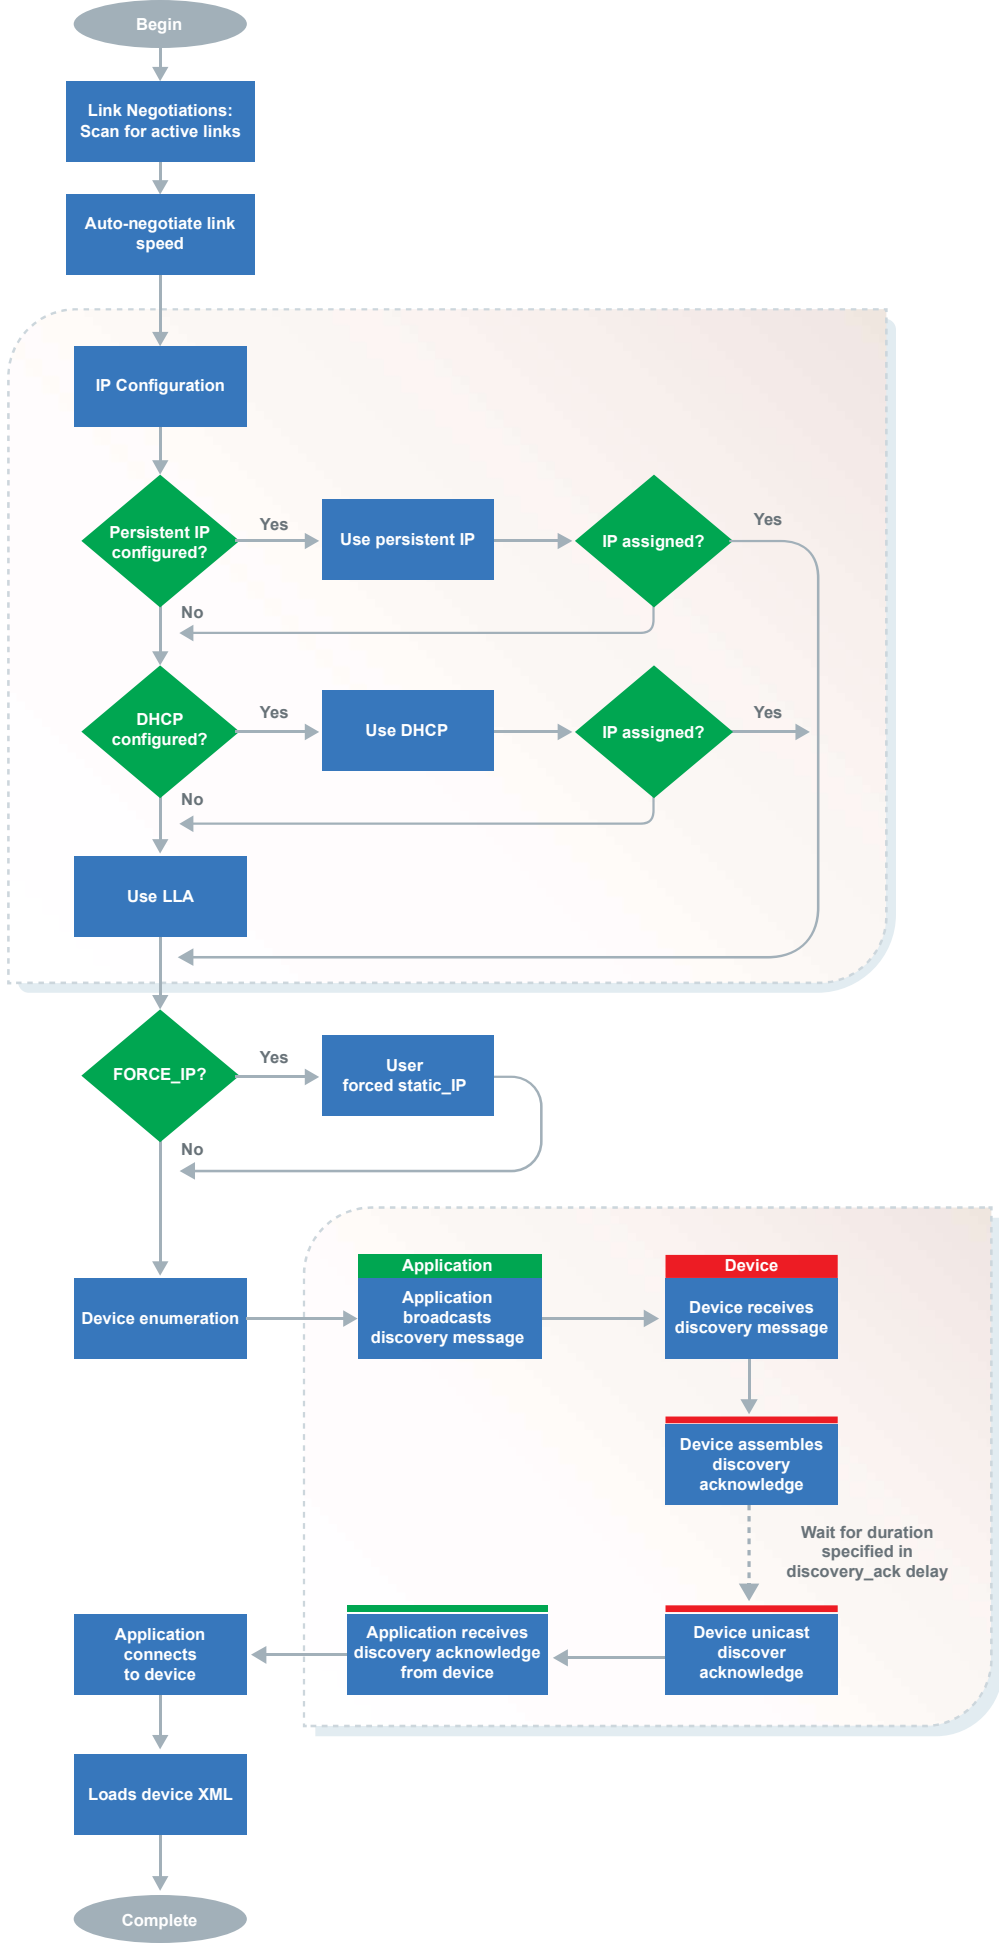 Begin
Link Negotiations:
Scan for active links
Auto-negotiate link
speed
IP Configuration
Persistent IP
configured?
Yes
Use persistent IP
IP assigned?
Yes
No
DHCP
configured?
Yes
Use DHCP
IP assigned?
Yes
No
Use LLA
FORCE_IP?
Yes
User
forced static_IP
No
Device enumeration
Application
Application
broadcasts
discovery message
Device
Device receives
discovery message
Device assembles
discovery
acknowledge
Wait for duration
specified in
discovery_ack delay
Device unicast
discover
acknowledge
Application receives
discovery acknowledge
from device
Application
connects
to device
Loads device XML
Complete